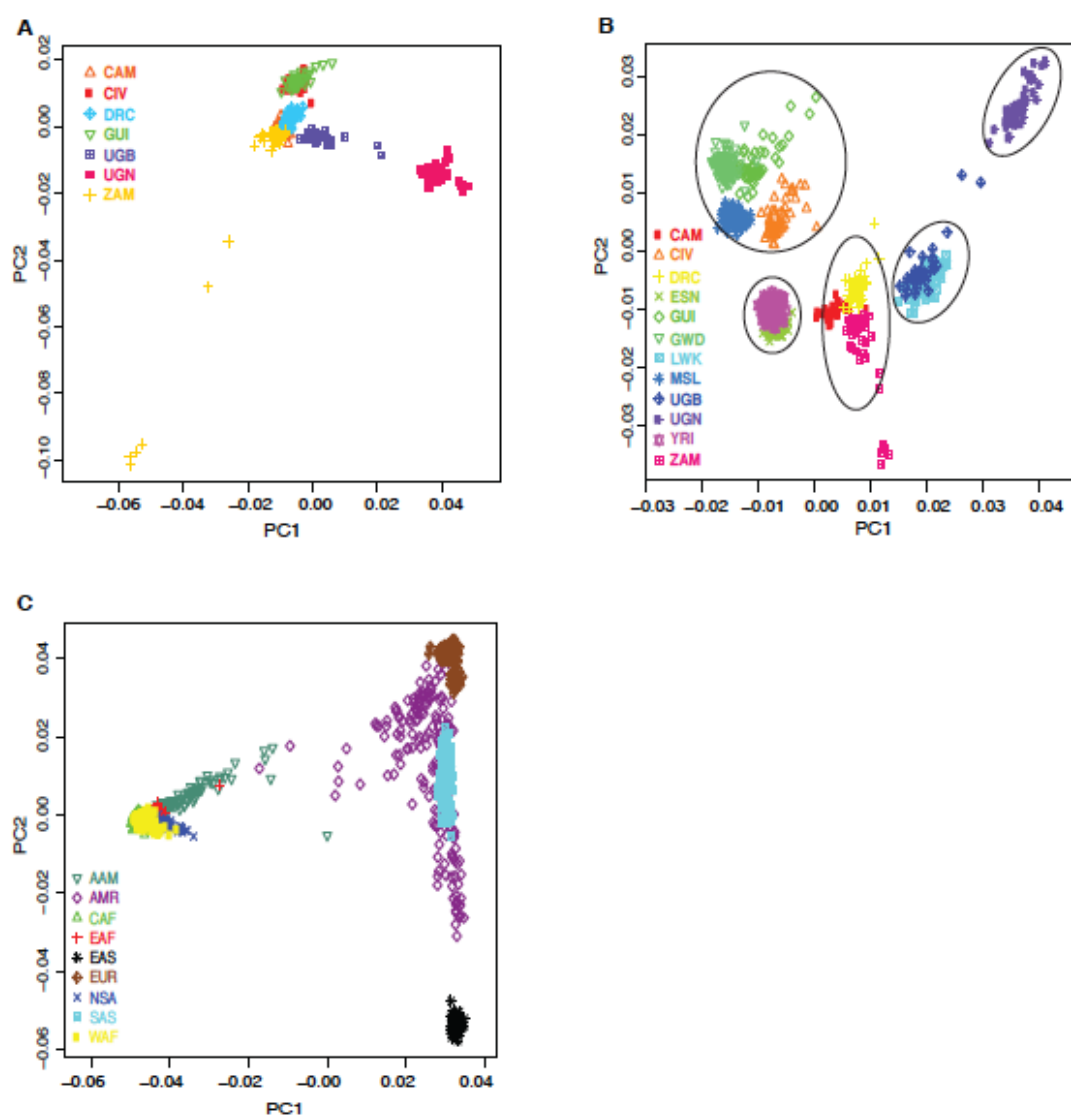 A
0.02
0.00
−0.02
−0.04
−0.06
−0.08
−0.10
PC2
CAM
CIV
DRC
GUI
UGB
UGN
ZAM
−0.06
−0.04
−0.02
0.00
0.02
0.04
PC1
B
0.03
0.02
0.01
0.00
−0.01
−0.02
−0.03
PC2
CAM
CIV
DRC
ESN
GUI
GWD
LWK
MSL
UGB
UGN
YRI
ZAM
−0.03
−0.02
−0.01
0.00
0.01
0.02
0.03
0.04
PC1
C
0.04
0.02
0.00
−0.02
−0.04
−0.06
PC2
AAM
AMR
CAF
EAF
EAS
EUR
NSA
SAS
WAF
−0.06
−0.04
−0.02
−0.00
0.02
0.04
PC1